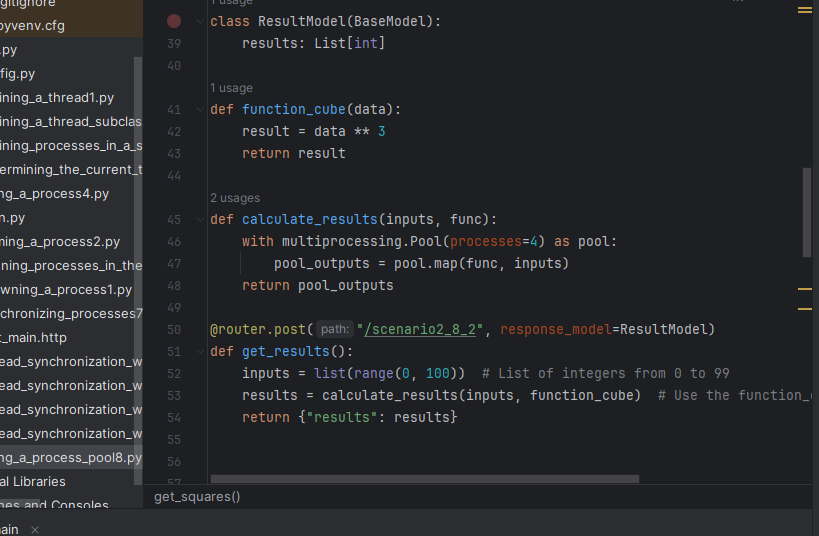 gitignore
pyvenv.cfg
.py
fig.py
ining_a_thread1.py
ining_a_thread_subclas
ining_processes_in_a_s
ermining_the_current_t
ng_a_process4.py
n.py
ming_a_process2.py
ning_processes_in_the
wning_a_process1.py
chronizing_processes7
t_main.http
ead_synchronization_w
ead_synchronization_w
ead_synchronization_w
ead_synchronization_w
ng_a_process_pool8.py
al Libraries
hes and Consoles
1 usage
class ResultModel(BaseModel):
39 results: List[int]
40
1 usage
41 def function_cube(data):
42 result = data ** 3
43 return result
44
2 usages
45 def calculate_results(inputs, func):
46 with multiprocessing.Pool(processes=4) as pool:
47 pool_outputs = pool.map(func, inputs)
48 return pool_outputs
49
50 @router.post( path: "/scenario2_8_2", response_model=ResultModel)
51 def get_results():
52 inputs = list(range(0, 100)) # List of integers from 0 to 99
53 results = calculate_results(inputs, function_cube) # Use the function_
54 return {"results": results}
55
56
57
get_squares()
ain ×